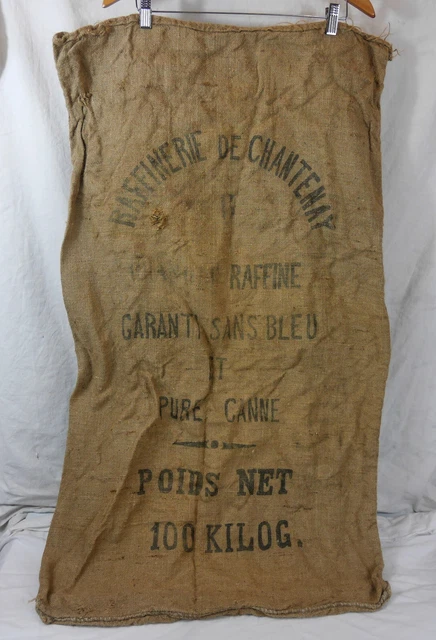 RAFFINERIE DE CHANTENAY
RAFFINE
GARANTI SANS BLEU
ET
PURE CANNE
POIDS NET
100 KILOG.